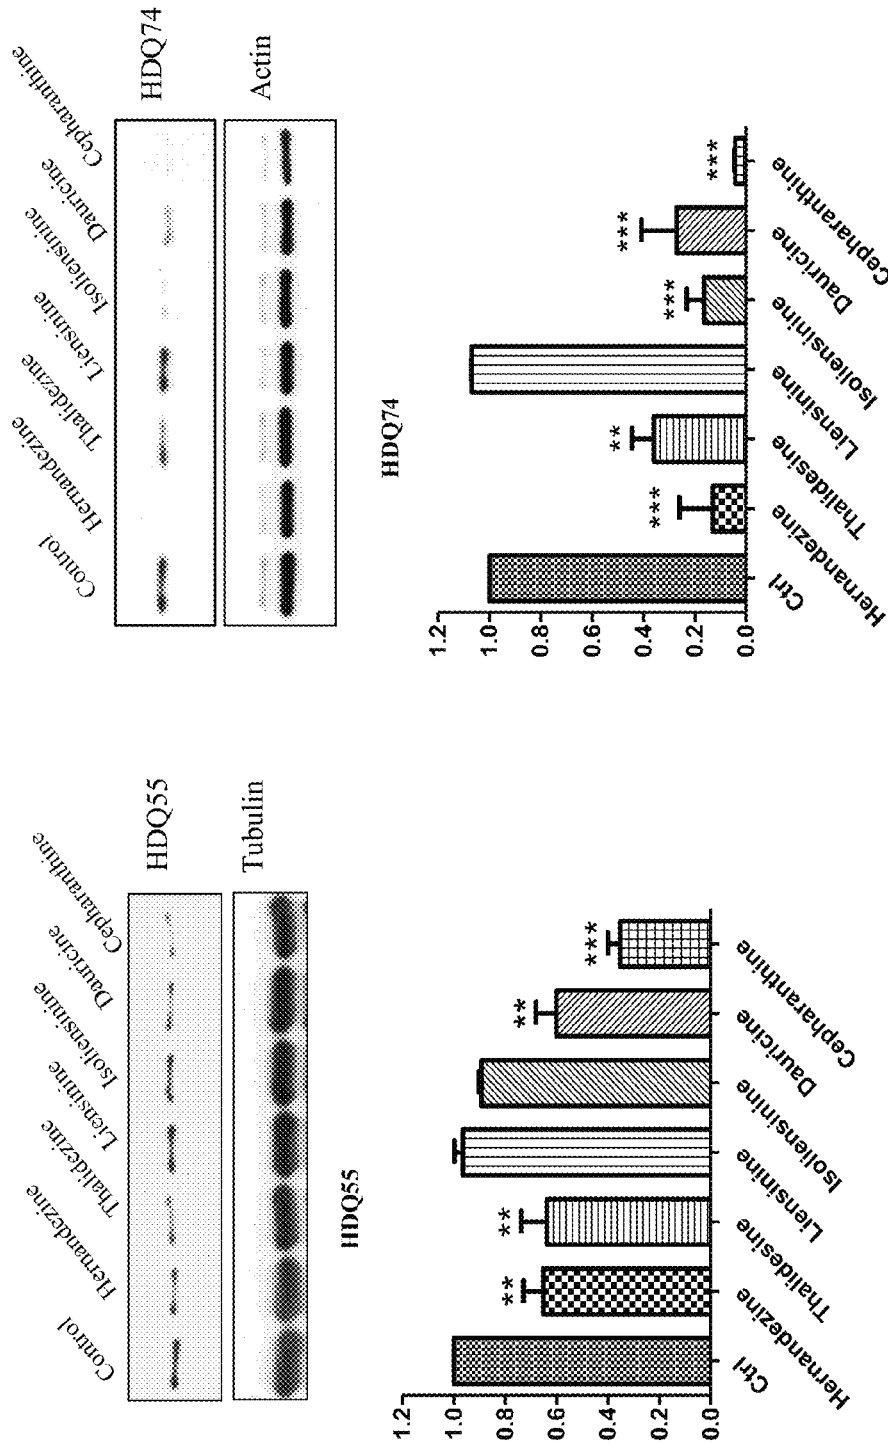 Control
Hernandezine
Thalidezine
Liensinine
Isoliensinine
Dauricine
Cepharanthine
HDQ55
Tubulin
HDQ55
1.2
1.0
0.8
0.6
0.4
0.2
0.0
**
**
**
***
Ctrl
Hernandezine
Thalidesine
Liensinine
Isoliensinine
Dauricine
Cepharanthine
Control
Hernandezine
Thalidezine
Liensinine
Isoliensinine
Dauricine
Cepharanthine
HDQ74
Actin
HDQ74
1.2
1.0
0.8
0.6
0.4
0.2
0.0
***
**
***
***
***
Ctrl
Hernandezine
Thalidesine
Liensinine
Isoliensinine
Dauricine
Cepharanthine